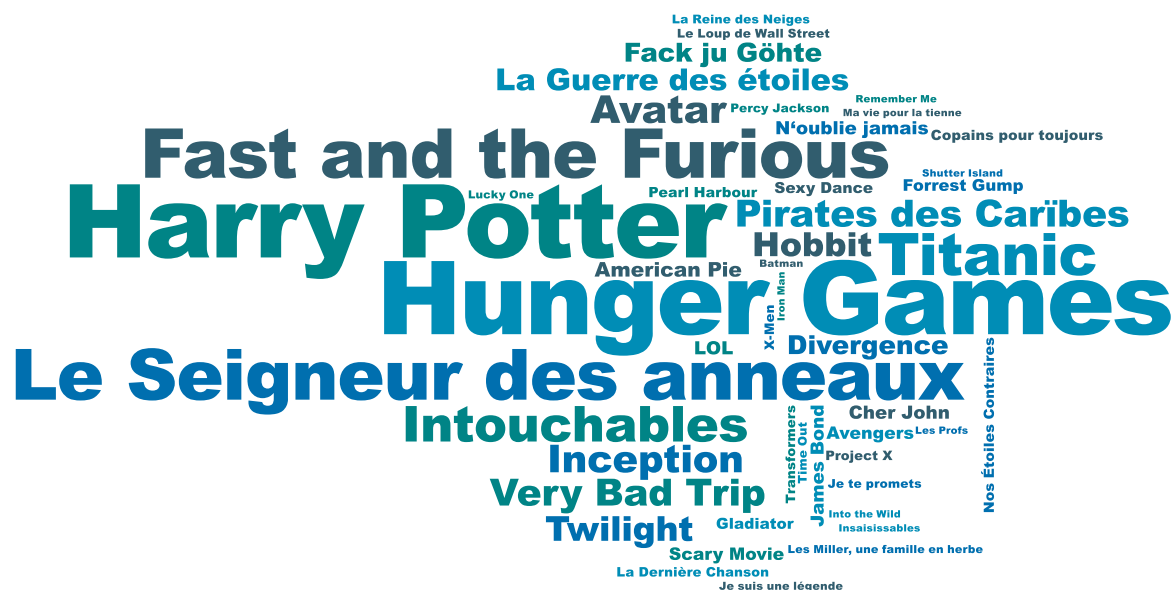 La Reine des Neiges
Le Loup de Wall Street
Fack ju Göhte
La Guerre des étoiles
Avatar
Percy Jackson
Remember Me
Ma vie pour la tienne
N‘oublie jamais
Copains pour toujours
Fast and the Furious
Shutter Island
Forrest Gump
Sexy Dance
Pearl Harbour
Lucky One
Harry Potter
Pirates des Carïbes
Hobbit
Titanic
Batman
American Pie
Iron Man
Hunger Games
X-Men
LOL
Divergence
Nos Étoiles Contraires
Le Seigneur des anneaux
Cher John
Intouchables
Transformers
Time Out
James Bond
Avengers
Les Profs
Project X
Inception
Je te promets
Very Bad Trip
Into the Wild
Twilight
Gladiator
Insaisissables
Scary Movie
Les Miller, une famille en herbe
La Dernière Chanson
Je suis une légende